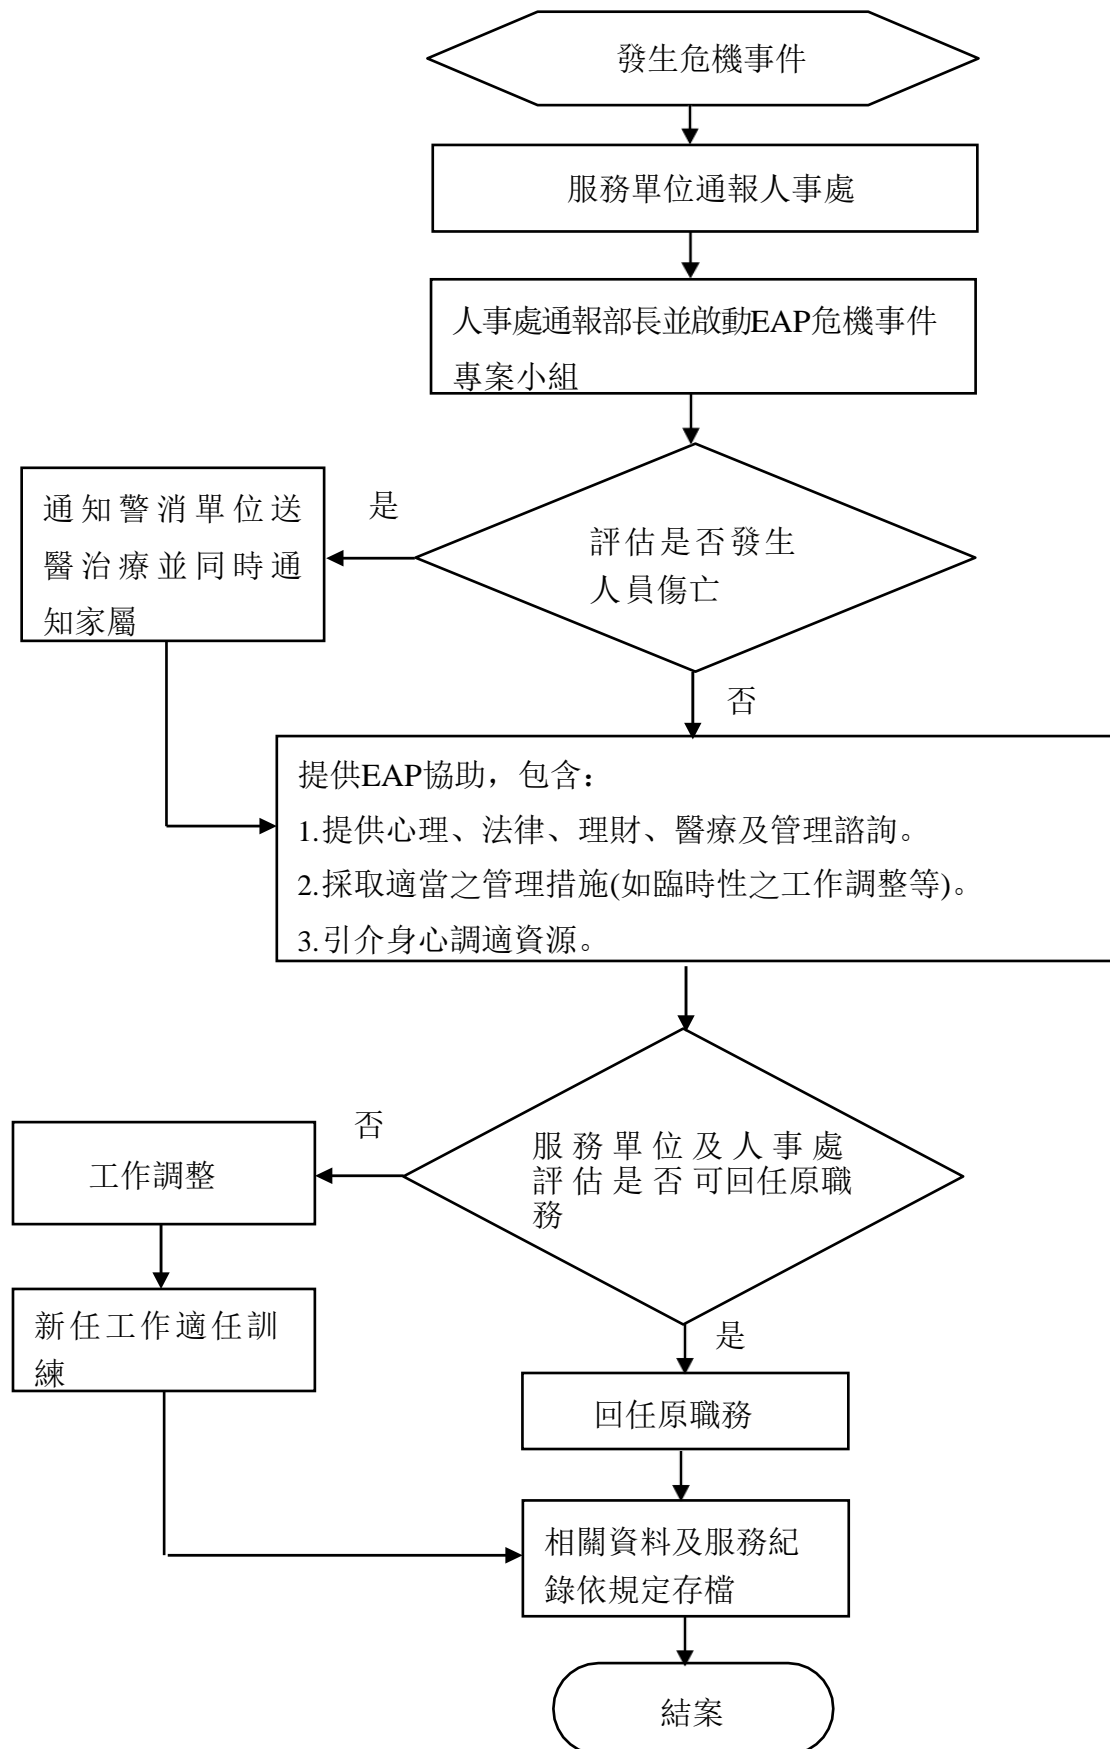 發生危機事件
服務單位通報人事處
人事處通報部長並啟動EAP危機事件
專案小組
評估是否發生
人員傷亡
是
通知警消單位送
醫治療並同時通
知家屬
否
提供EAP協助，包含：
1.提供心理、法律、理財、醫療及管理諮詢。
2.採取適當之管理措施(如臨時性之工作調整等)。
3.引介身心調適資源。
服務單位及人事處
評估是否可回任原職
務
否
工作調整
新任工作適任訓
練
是
回任原職務
相關資料及服務紀
錄依規定存檔
結案